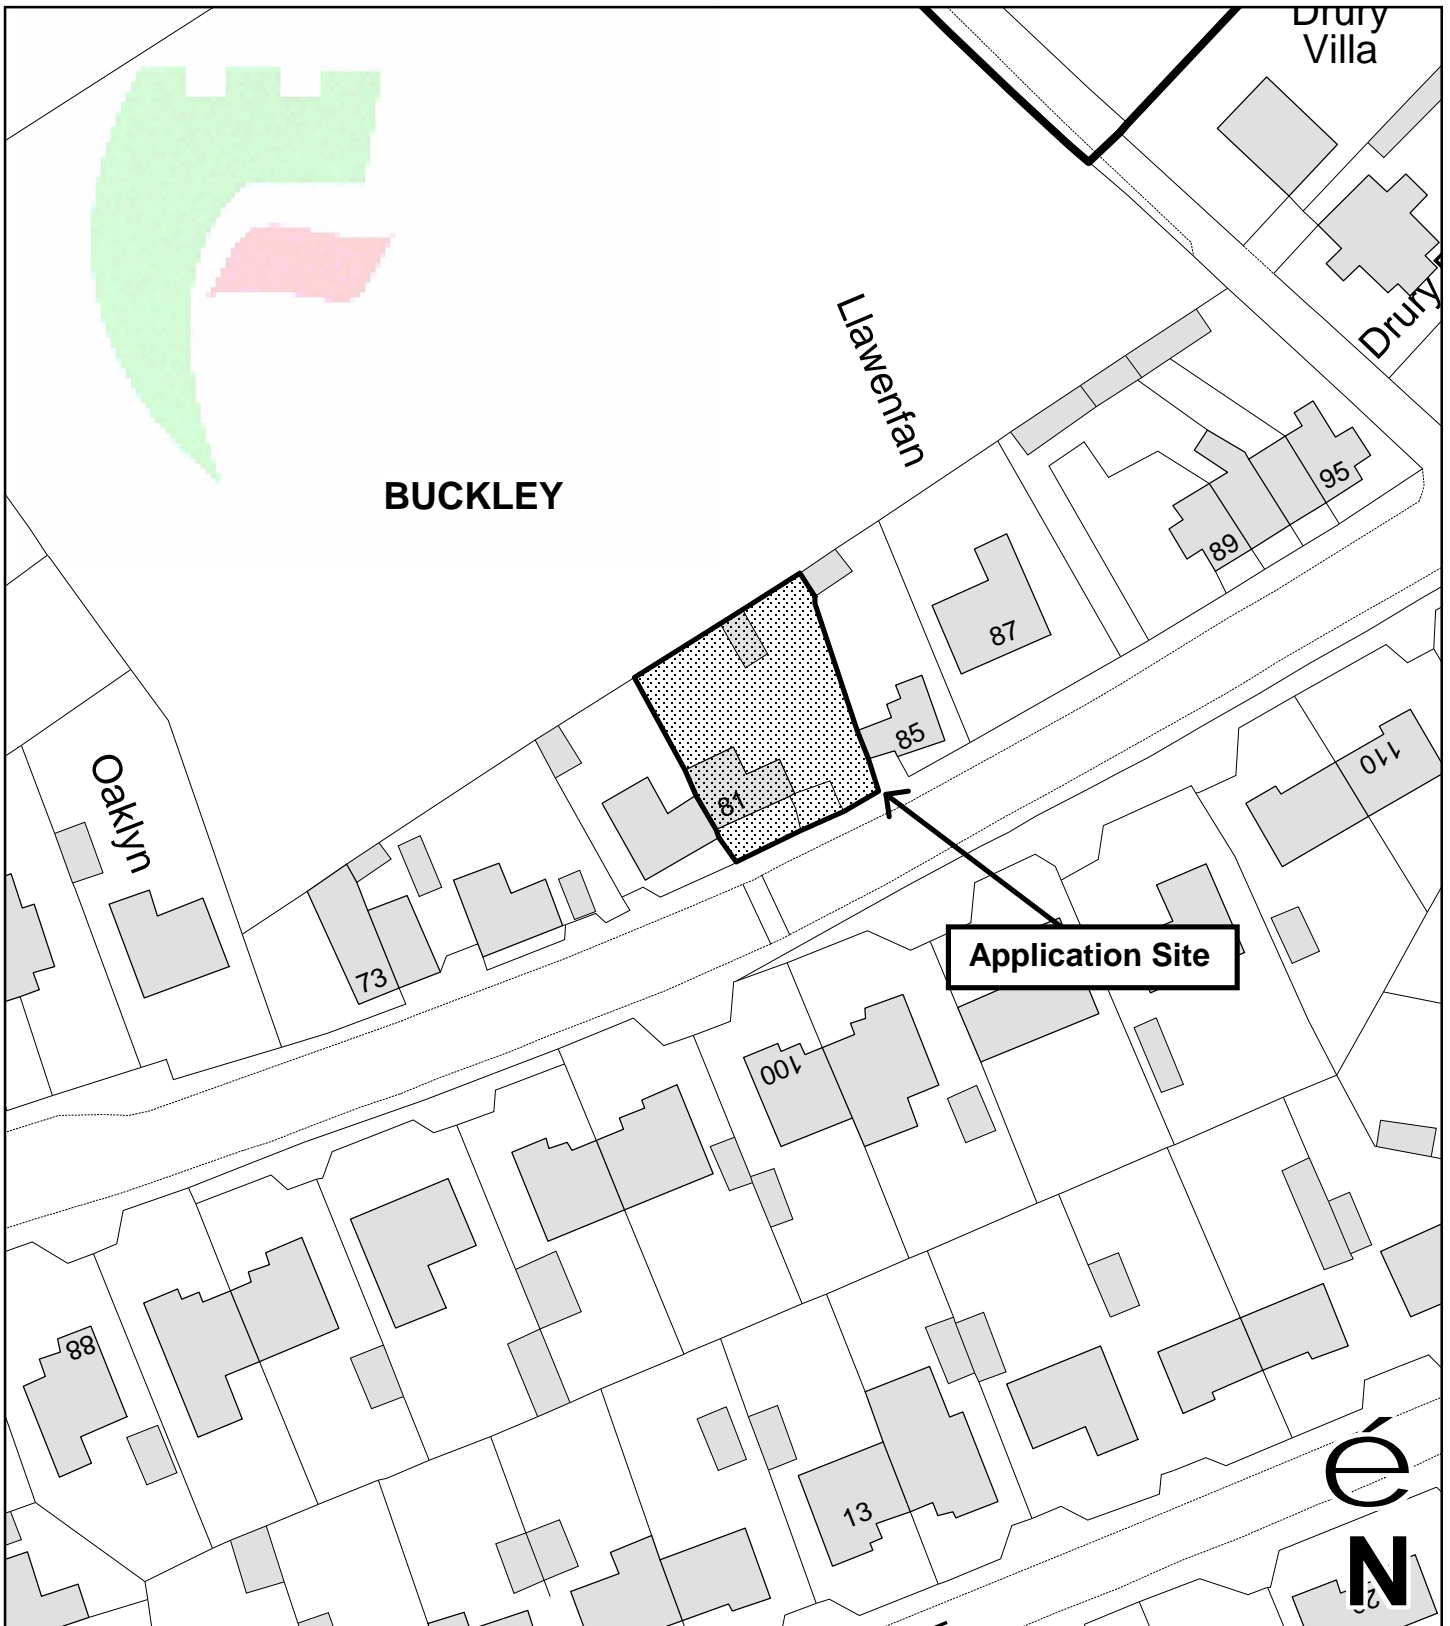 Drury
Villa
Drury
Llawenfan
BUCKLEY
95
89
87
85
81
110
Oaklyn
73
Application Site
100
88
13
é
N